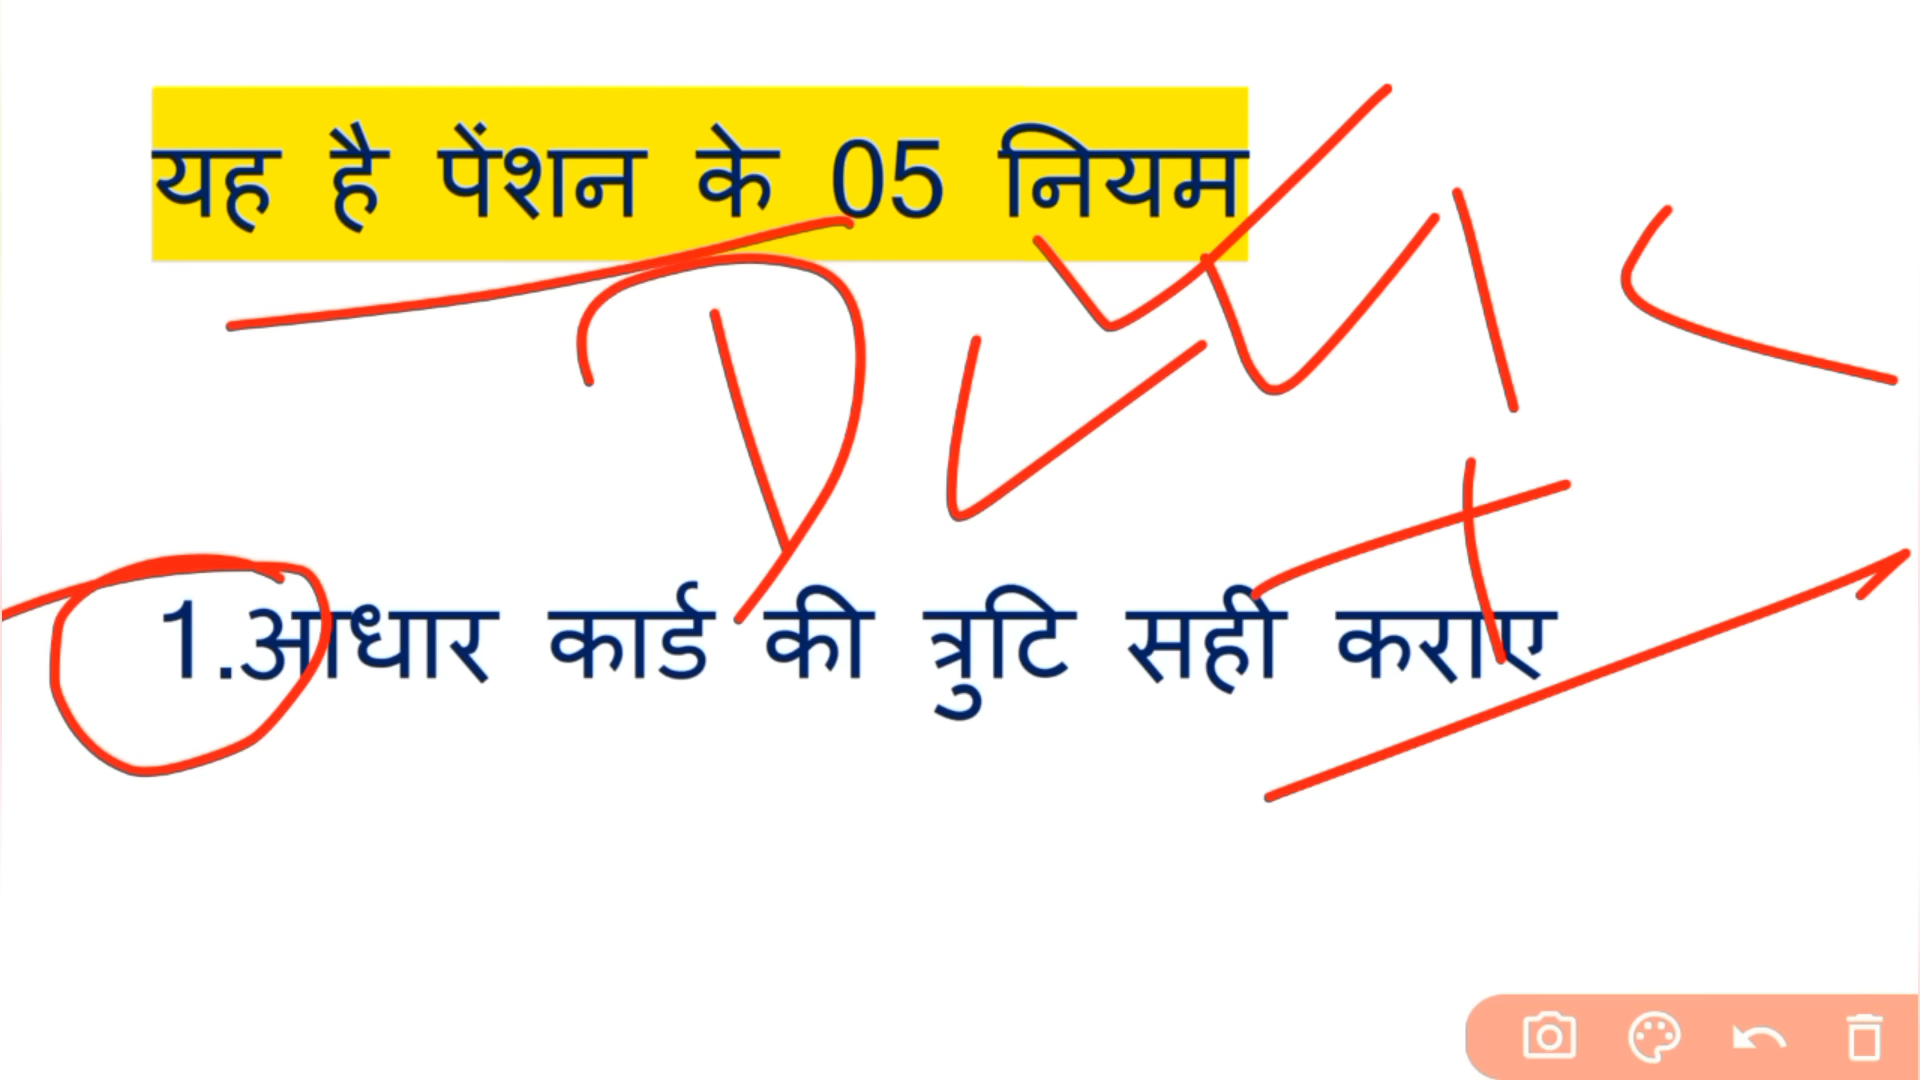 यह है पेंशन के 05 नियम
1.आधार कार्ड की त्रुटि सही कराए